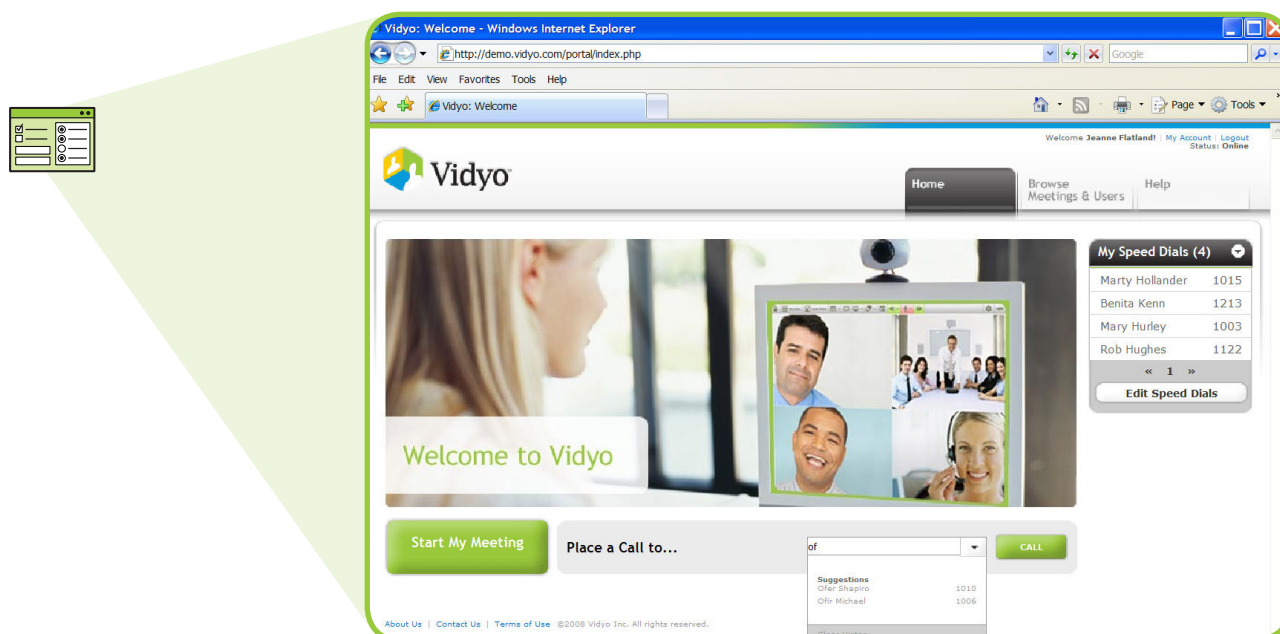 Vidyo: Welcome - Windows Internet Explorer
http://demo.vidyo.com/portal/index.php
Google
File Edit View Favorites Tools Help
Vidyo: Welcome
Page Tools
Welcome Jeanne Flatland! | My Account | Logout
Status: Online
Vidyo
Home
Browse
Meetings & Users
Help
My Speed Dials (4)
Marty Hollander 1015
Benita Kenn 1213
Mary Hurley 1003
Rob Hughes 1122
« 1 »
Edit Speed Dials
Welcome to Vidyo
Start My Meeting
Place a Call to...
of
CALL
Suggestions
Ofer Shapiro 1010
Ofir Michael 1006
Clear History
About Us | Contact Us | Terms of Use ©2008 Vidyo Inc. All rights reserved.